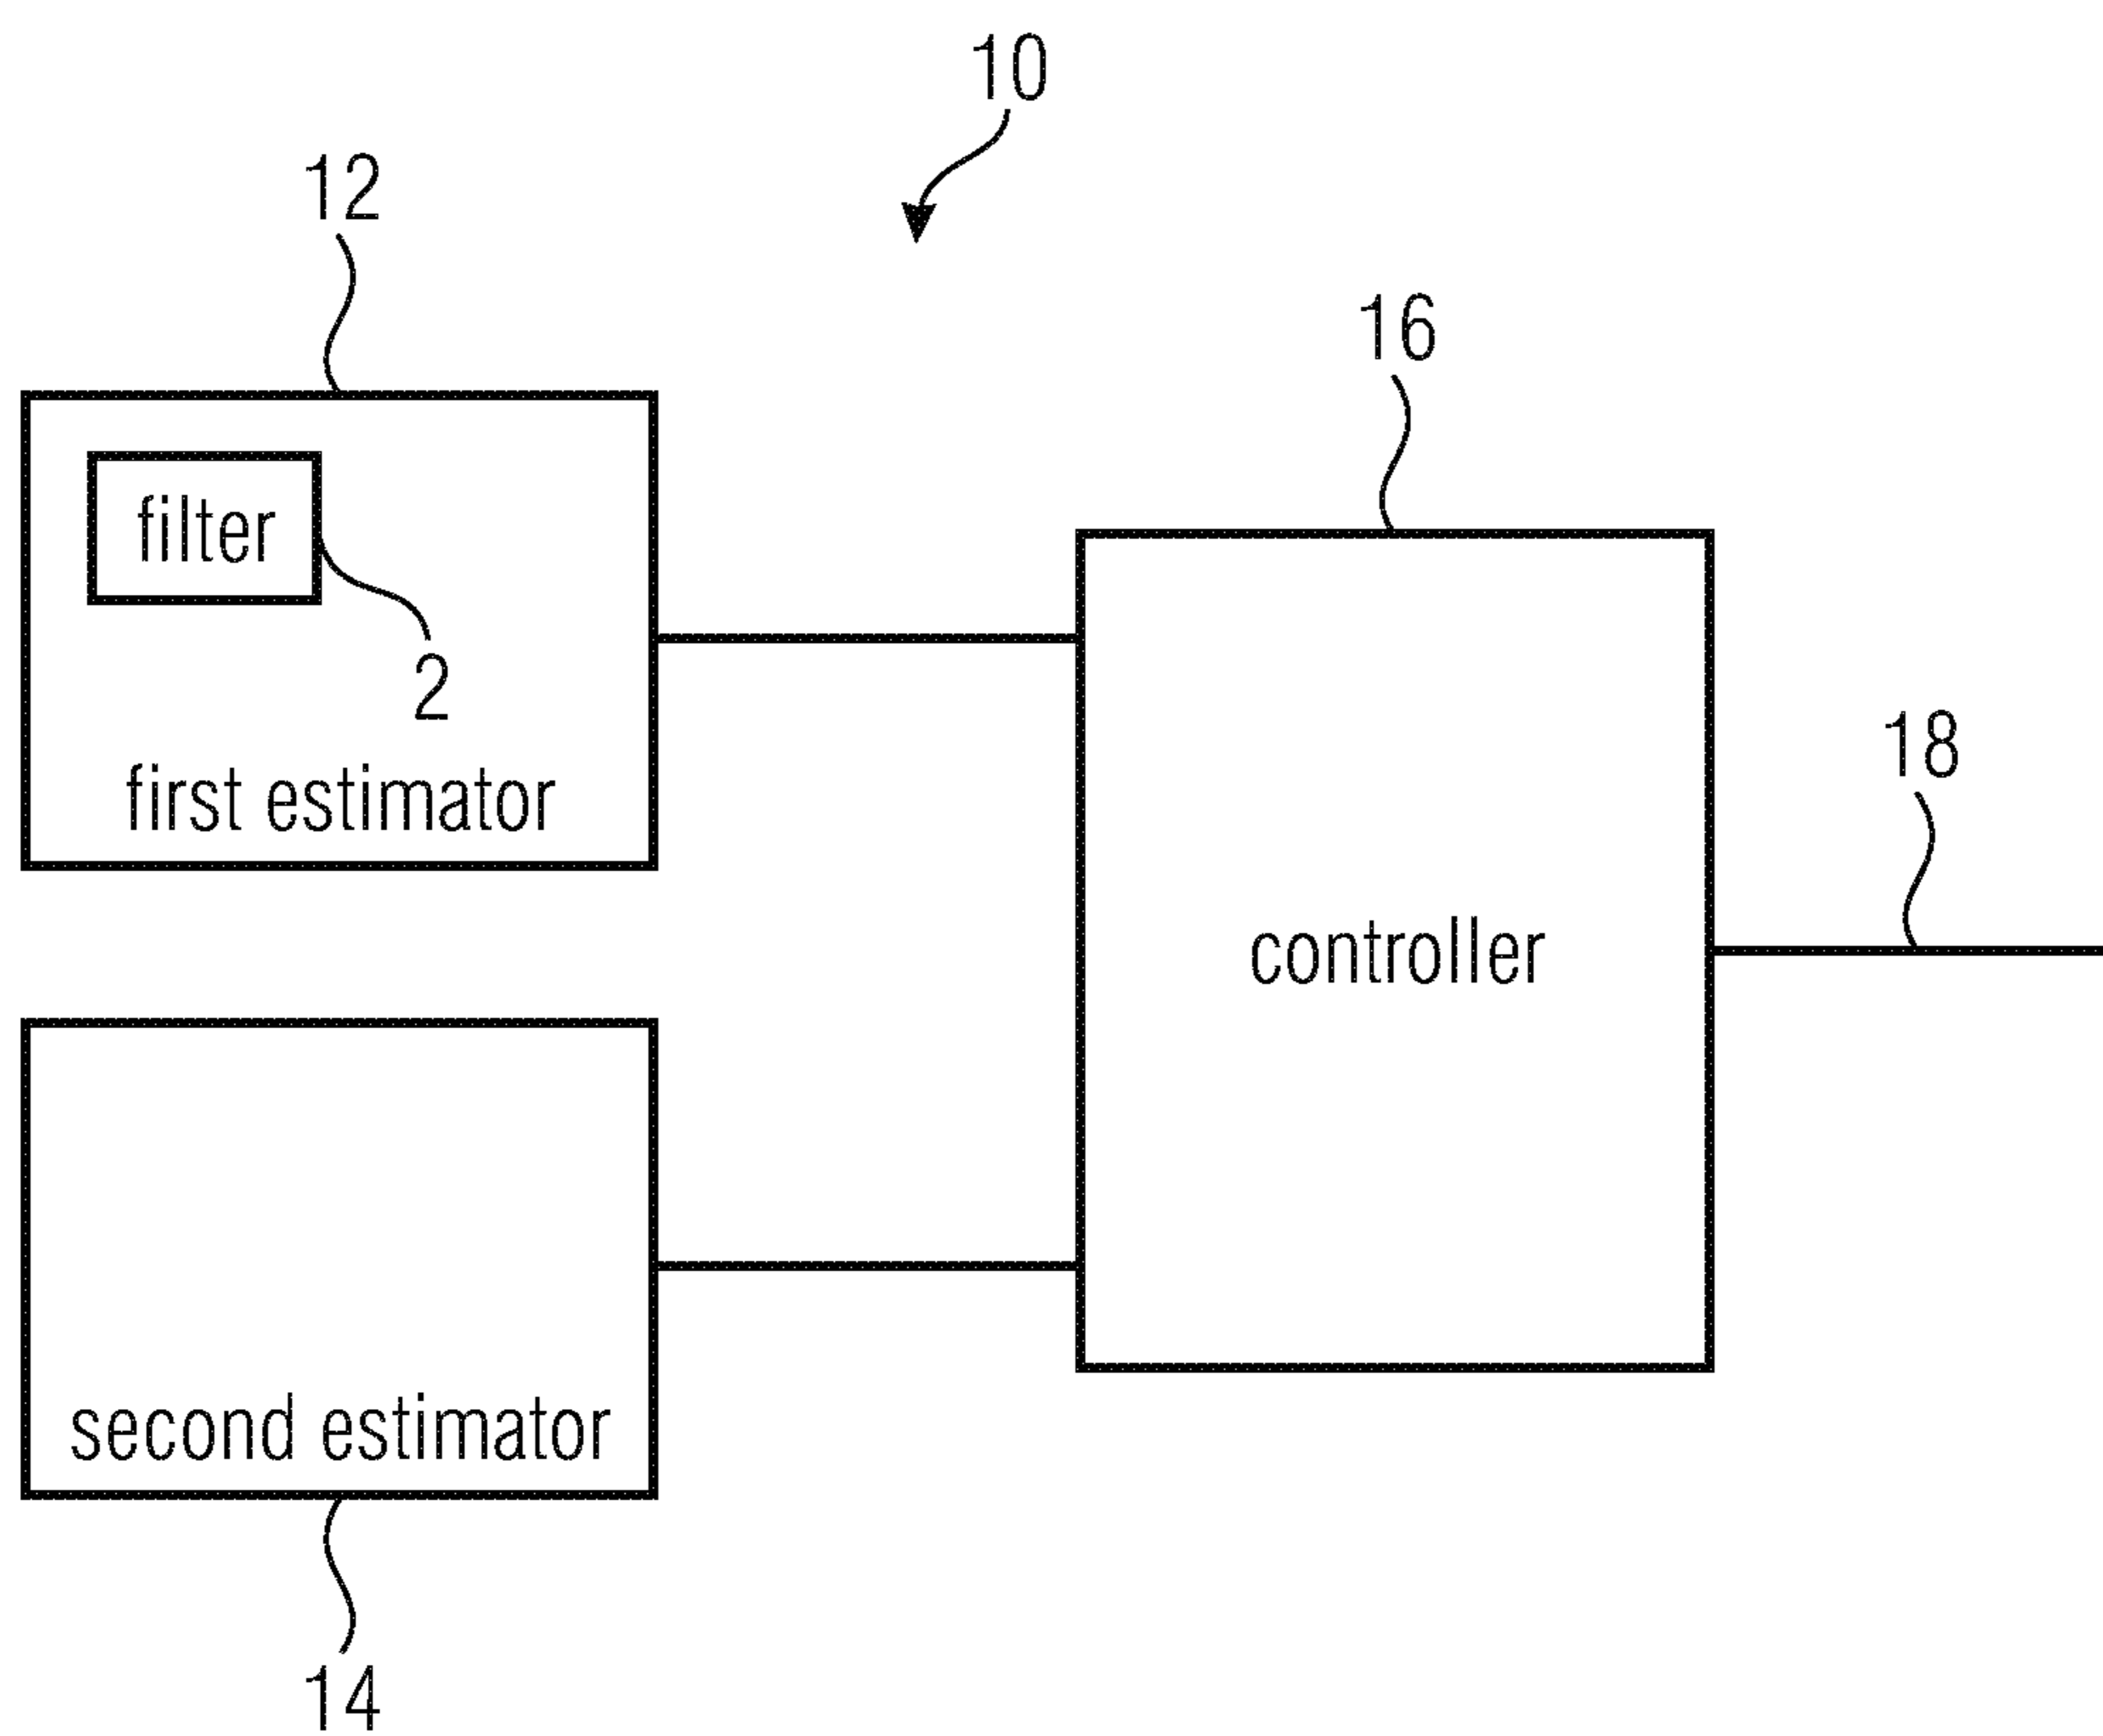 10
12
16
filter
2
18
first estimator
controller
second estimator
14